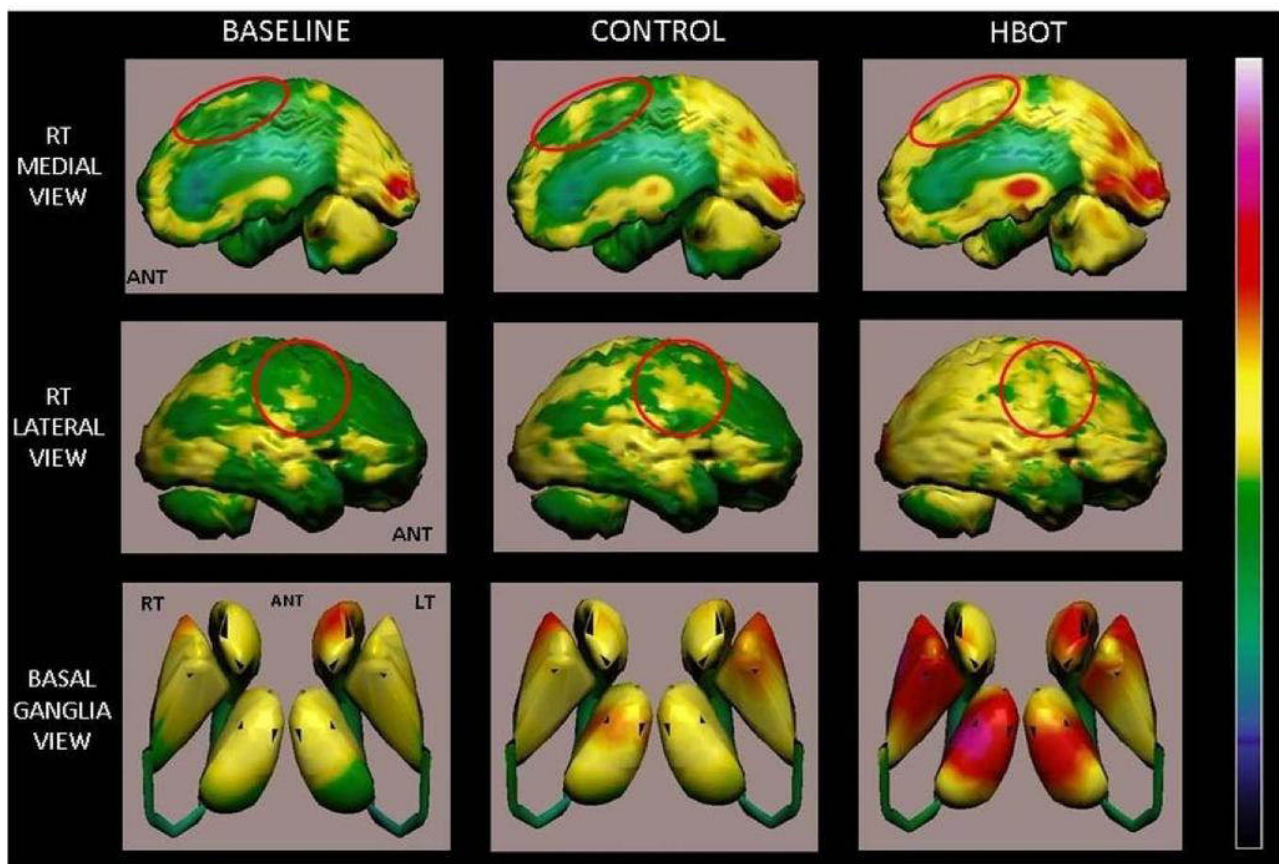 BASELINE CONTROL HBOT
RT
MEDIAL
VIEW
ANT
RT
LATERAL
VIEW
ANT
RT ANT LT
BASAL
GANGLIA
VIEW